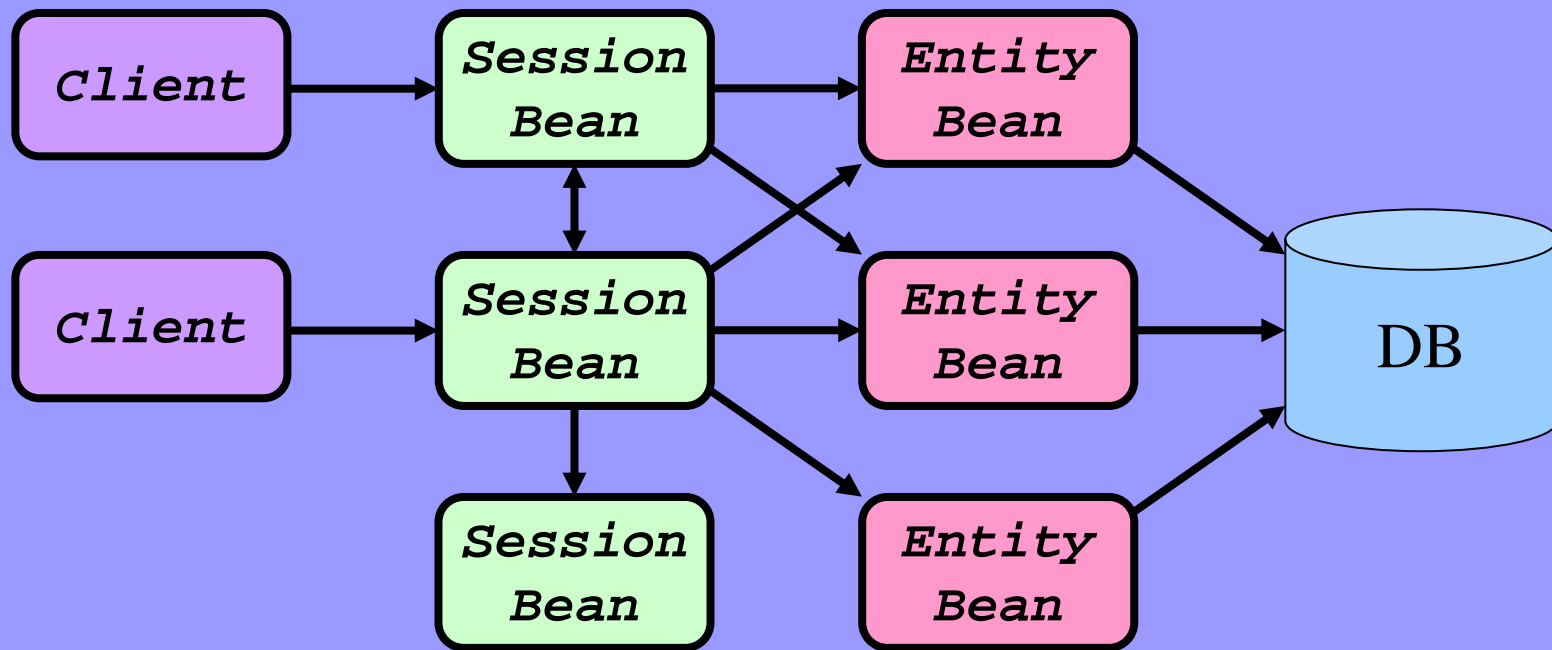 Client
Session
Bean
Entity
Bean
Client
Session
Bean
Entity
Bean
DB
Session
Bean
Entity
Bean